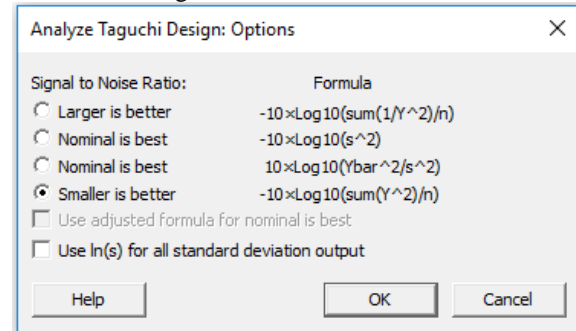 Analyze Taguchi Design: Options
Signal to Noise Ratio: Formula
Larger is better -10×Log10(sum(1/Y^2)/n)
Nominal is best -10×Log10(s^2)
Nominal is best 10×Log10(Ybar^2/s^2)
Smaller is better -10×Log10(sum(Y^2)/n)
Use adjusted formula for nominal is best
Use ln(s) for all standard deviation output
Help OK Cancel